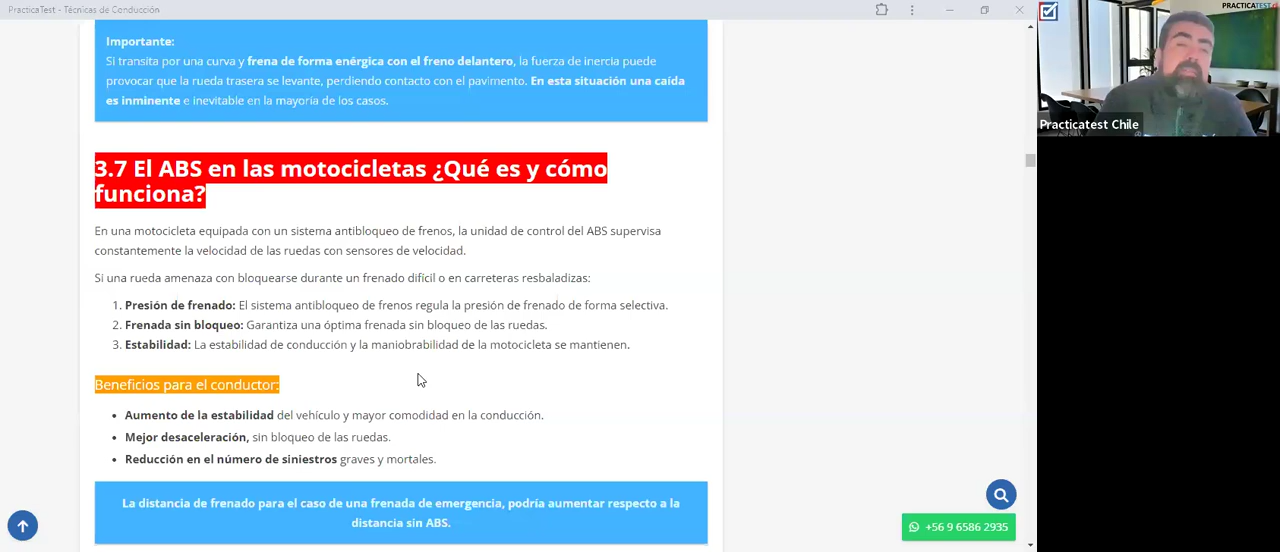 PracticaTest - Técnicas de Conducción
PRACTICATEST
Importante:
Si transita por una curva y frena de forma enérgica con el freno delantero, la fuerza de inercia puede
provocar que la rueda trasera se levante, perdiendo contacto con el pavimento. En esta situación una caída
es inminente e inevitable en la mayoría de los casos.
Practicatest Chile
3.7 El ABS en las motocicletas ¿Qué es y cómo
funciona?
En una motocicleta equipada con un sistema antibloqueo de frenos, la unidad de control del ABS supervisa
constantemente la velocidad de las ruedas con sensores de velocidad.
Si una rueda amenaza con bloquearse durante un frenado difícil o en carreteras resbaladizas:
1. Presión de frenado: El sistema antibloqueo de frenos regula la presión de frenado de forma selectiva.
2. Frenada sin bloqueo: Garantiza una óptima frenada sin bloqueo de las ruedas.
3. Estabilidad: La estabilidad de conducción y la maniobrabilidad de la motocicleta se mantienen.
Beneficios para el conductor:
• Aumento de la estabilidad del vehículo y mayor comodidad en la conducción.
• Mejor desaceleración, sin bloqueo de las ruedas.
• Reducción en el número de siniestros graves y mortales.
La distancia de frenado para el caso de una frenada de emergencia, podría aumentar respecto a la
distancia sin ABS.
+56 9 6586 2935